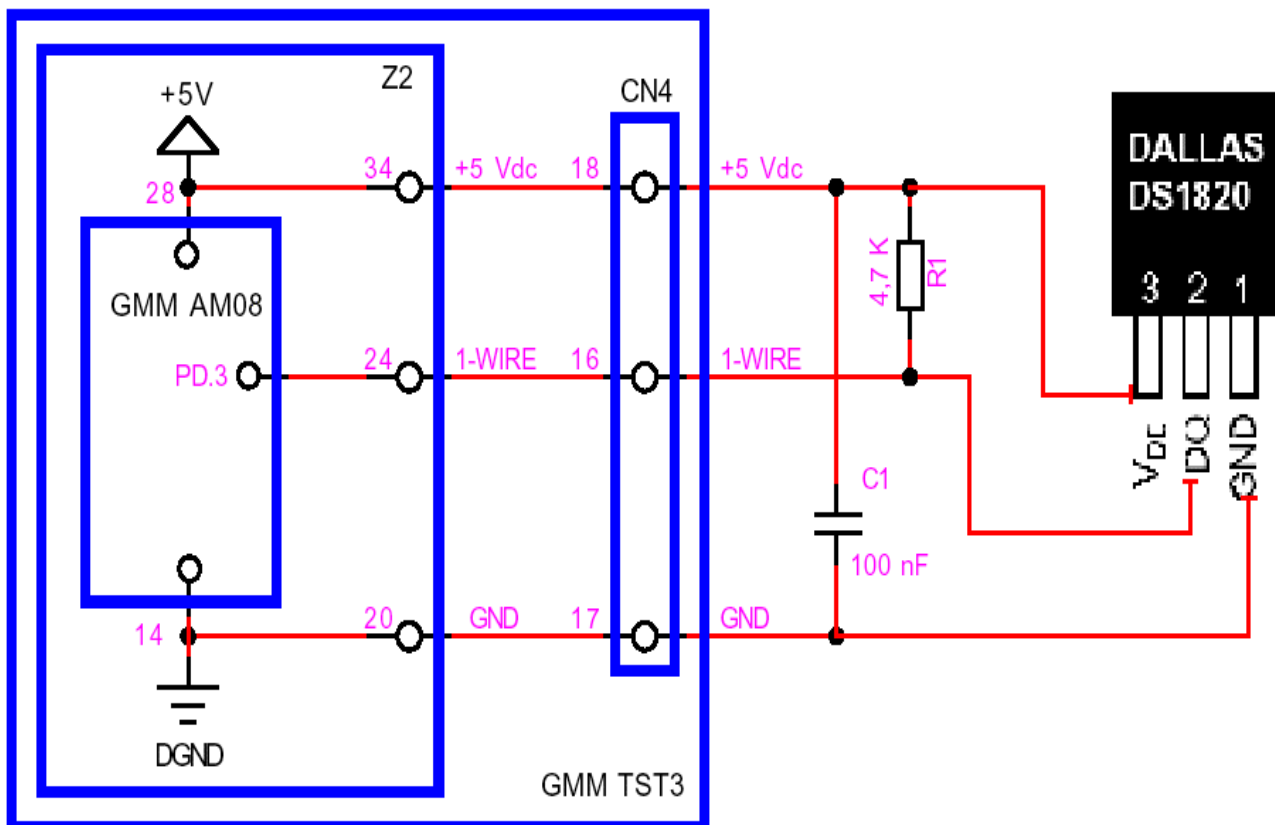 Z2
+5V
CN4
34
+5 Vdc
18
+5 Vdc
28
DALLAS
DS1820
4,7 K
R1
3 2 1
GMM AM08
PD.3
24
1-WIRE
16
1-WIRE
VDC
DQ
GND
C1
100 nF
14
20
GND
17
GND
DGND
GMM TST3